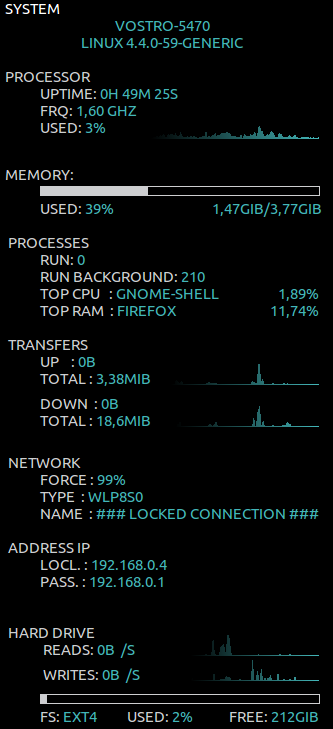 SYSTEM
VOSTRO-5470
LINUX 4.4.0-59-GENERIC
PROCESSOR
UPTIME: 0H 49M 25S
FRQ: 1,60 GHZ
USED: 3%
MEMORY:
USED: 39% 1,47GIB/3,77GIB
PROCESSES
RUN: 0
RUN BACKGROUND: 210
TOP CPU : GNOME-SHELL 1,89%
TOP RAM : FIREFOX 11,74%
TRANSFERS
UP : 0B
TOTAL : 3,38MIB
DOWN : 0B
TOTAL : 18,6MIB
NETWORK
FORCE : 99%
TYPE : WLP8S0
NAME : ### LOCKED CONNECTION ###
ADDRESS IP
LOCL. : 192.168.0.4
PASS. : 192.168.0.1
HARD DRIVE
READS: 0B /S
WRITES: 0B /S
FS: EXT4 USED: 2% FREE: 212GIB